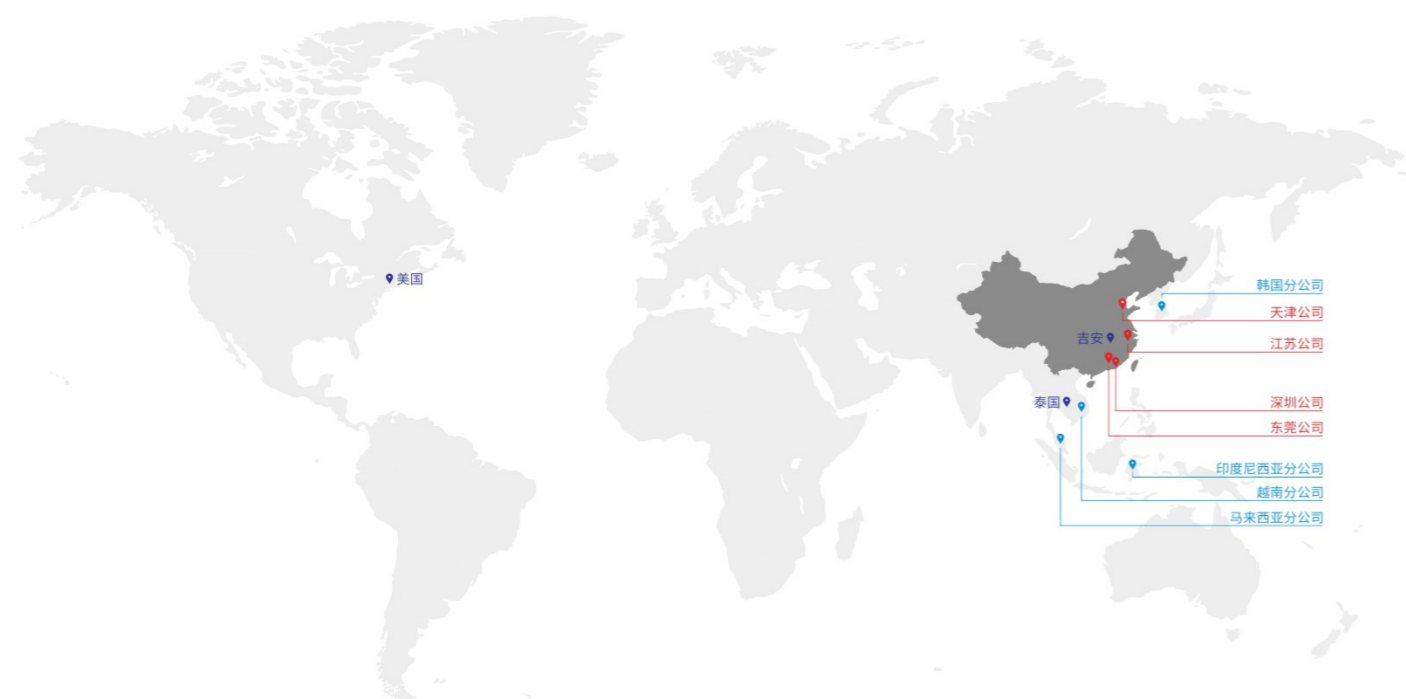 美国
韩国分公司
天津公司
吉安
江苏公司
泰国
深圳公司
东莞公司
印度尼西亚分公司
越南分公司
马来西亚分公司